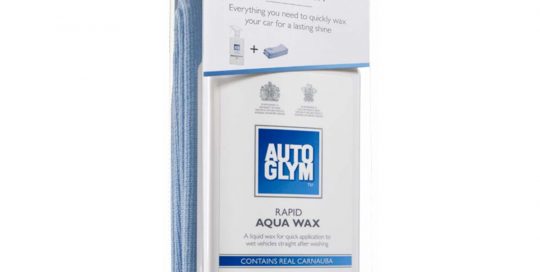 Everything you need to quickly wax
your car for a lasting shine
+
AUTO
GLYM
TM
RAPID
AQUA WAX
A liquid wax for quick application to
wet vehicles straight after washing
CONTAINS REAL CARNAUBA